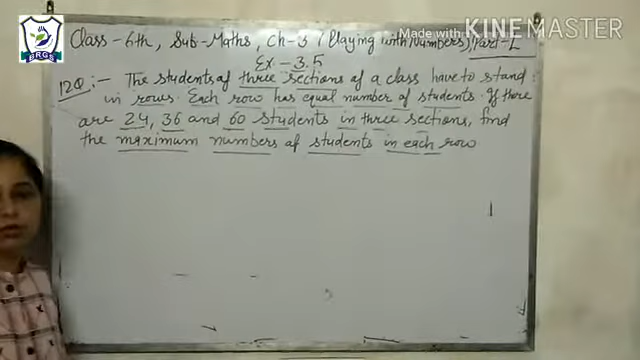 Made with KINEMASTER
BRGS
Class-6th, Sub-Maths, Ch-3 (Playing with Numbers) Part-L
Ex-3.5
12Q:- The students of three sections of a class have to stand
in rows. Each row has equal number of students. If there
are 24, 36 and 60 students in three sections, find
the maximum numbers of students in each row